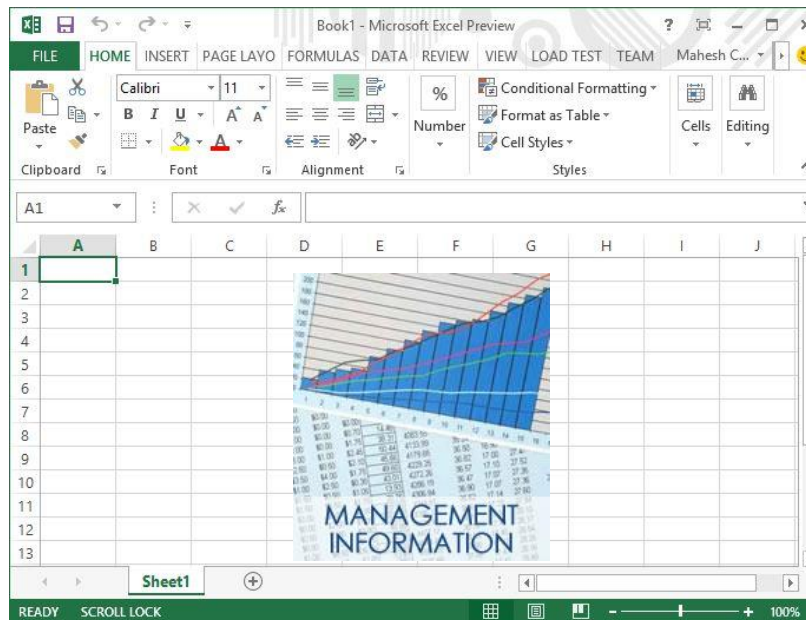 Book1 - Microsoft Excel Preview
FILE HOME INSERT PAGE LAYO FORMULAS DATA REVIEW VIEW LOAD TEST TEAM Mahesh C...
Calibri 11 % Conditional Formatting
Paste B I U A A Number Format as Table Cells Editing
A Cell Styles
Clipboard Font Alignment Styles
A1 fx
A B C D E F G H I J
1
2
3
4
5
6
7
8
9
10
11
12
13
MANAGEMENT
INFORMATION
Sheet1
READY SCROLL LOCK 100%